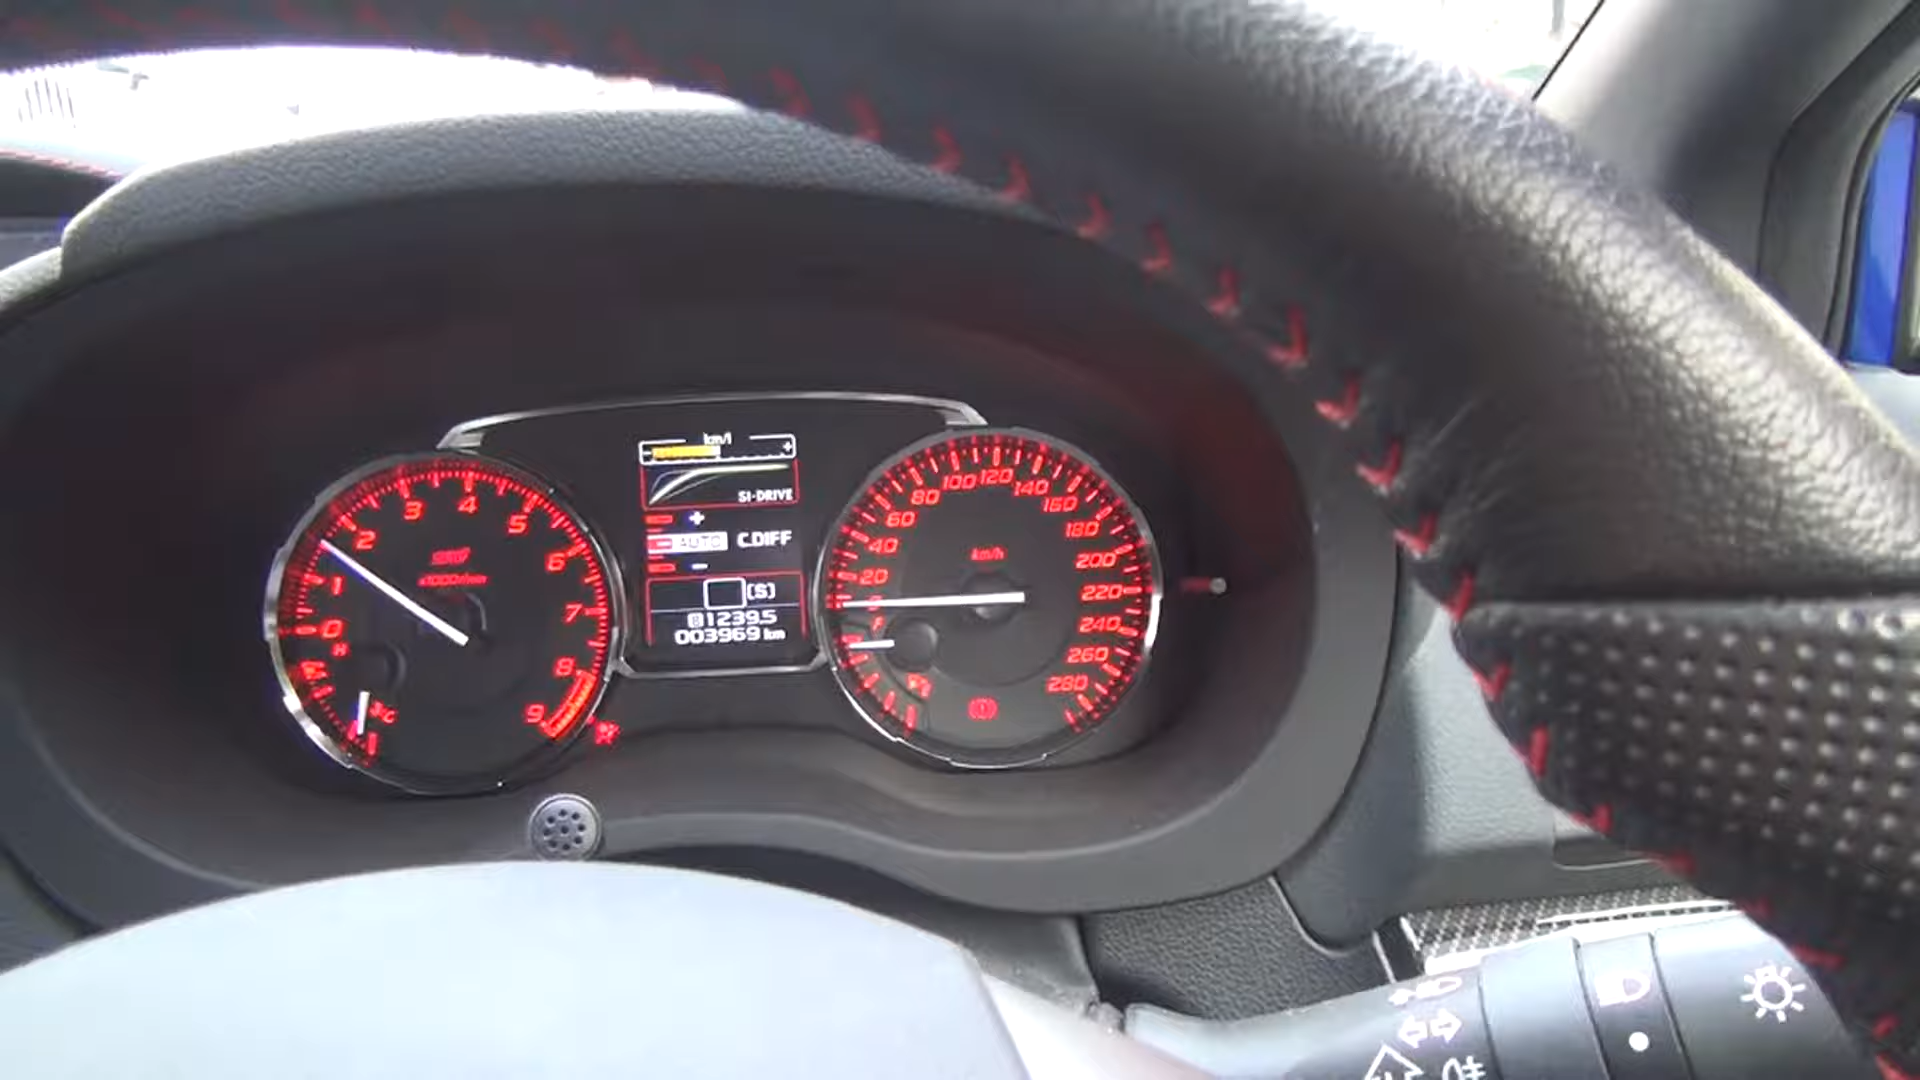 km/l
- +
SI-DRIVE
+
AUTO C.DIFF
-
[S]
B 1239.5
003969 km
0 1 2 3 4 5 6 7 8 9
STI
x1000r/min
H
C
0 20 40 60 80 100 120 140 160 180 200 220 240 260 280
km/h
F